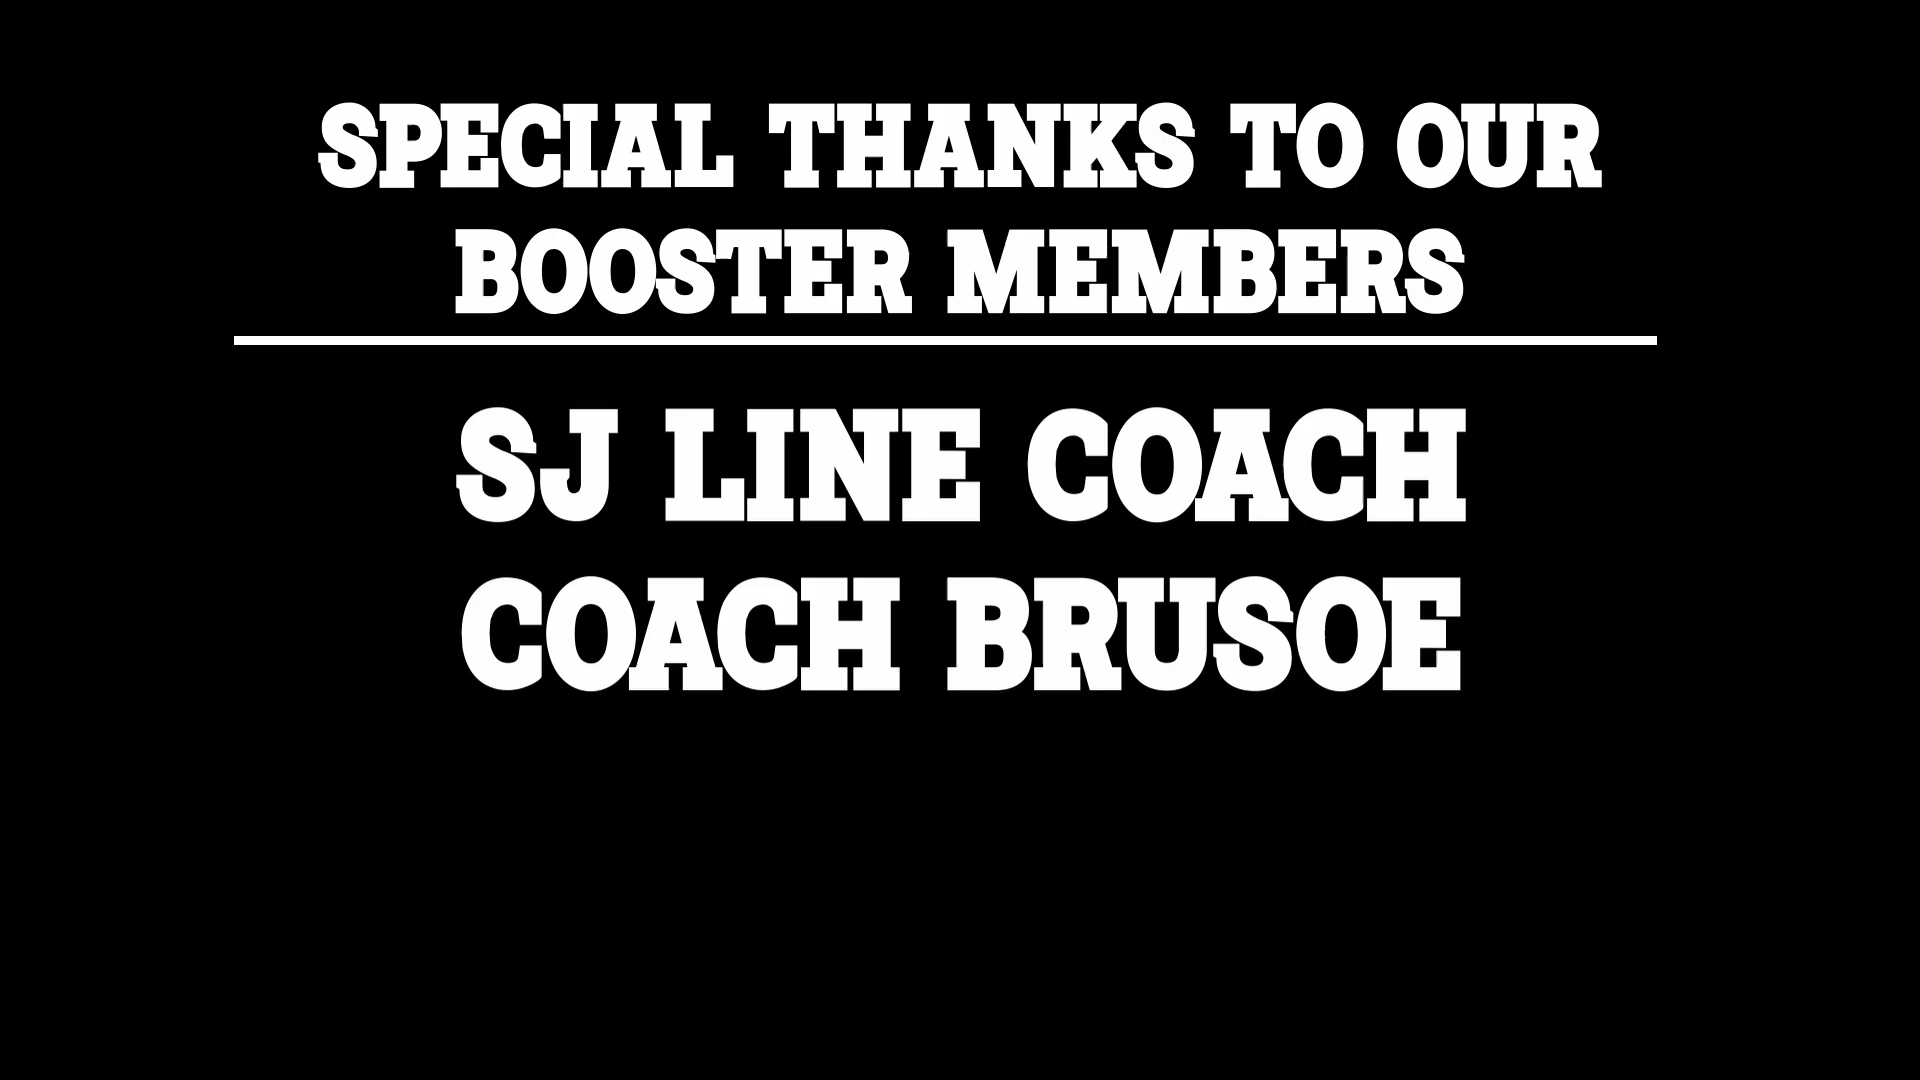 SPECIAL THANKS TO OUR
BOOSTER MEMBERS
SJ LINE COACH
COACH BRUSOE